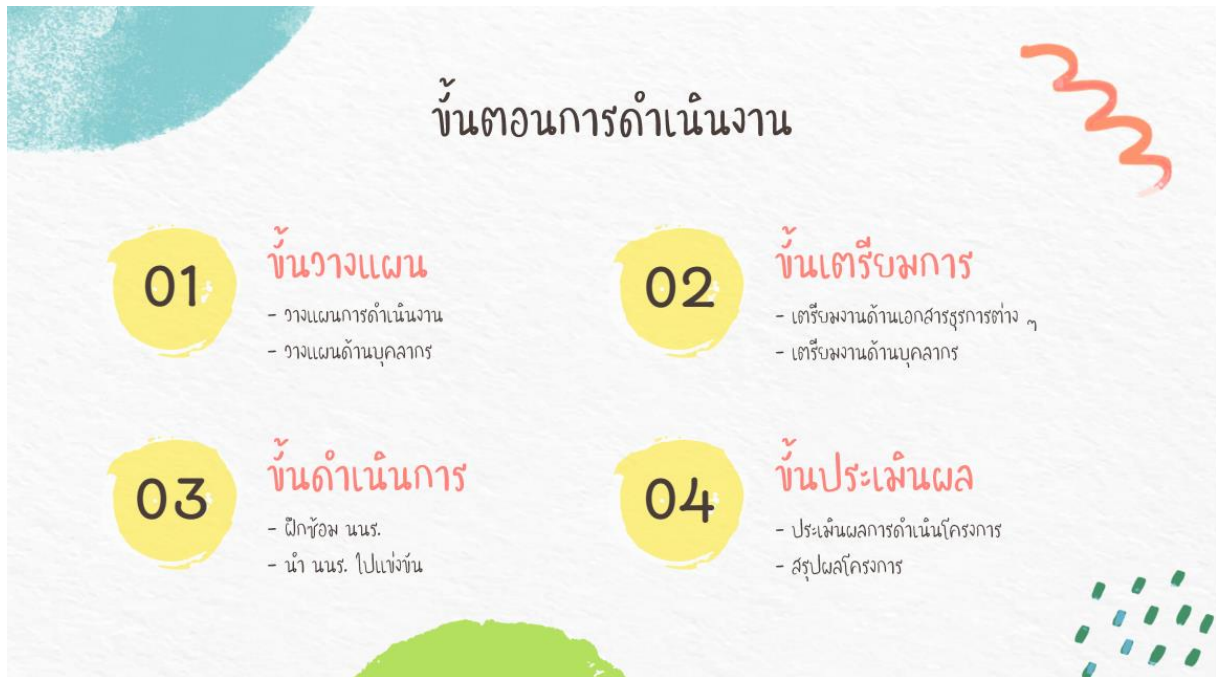 ขั้นตอนการดำเนินงาน
01
ขั้นวางแผน
- วางแผนการดำเนินงาน
- วางแผนด้านบุคลากร
02
ขั้นเตรียมการ
- เตรียมงานด้านเอกสารธุรการต่าง ๆ
- เตรียมงานด้านบุคลากร
03
ขั้นดำเนินการ
- ฝึกซ้อม นนร.
- นำ นนร. ไปแข่งขัน
04
ขั้นประเมินผล
- ประเมินผลการดำเนินโครงการ
- สรุปผลโครงการ